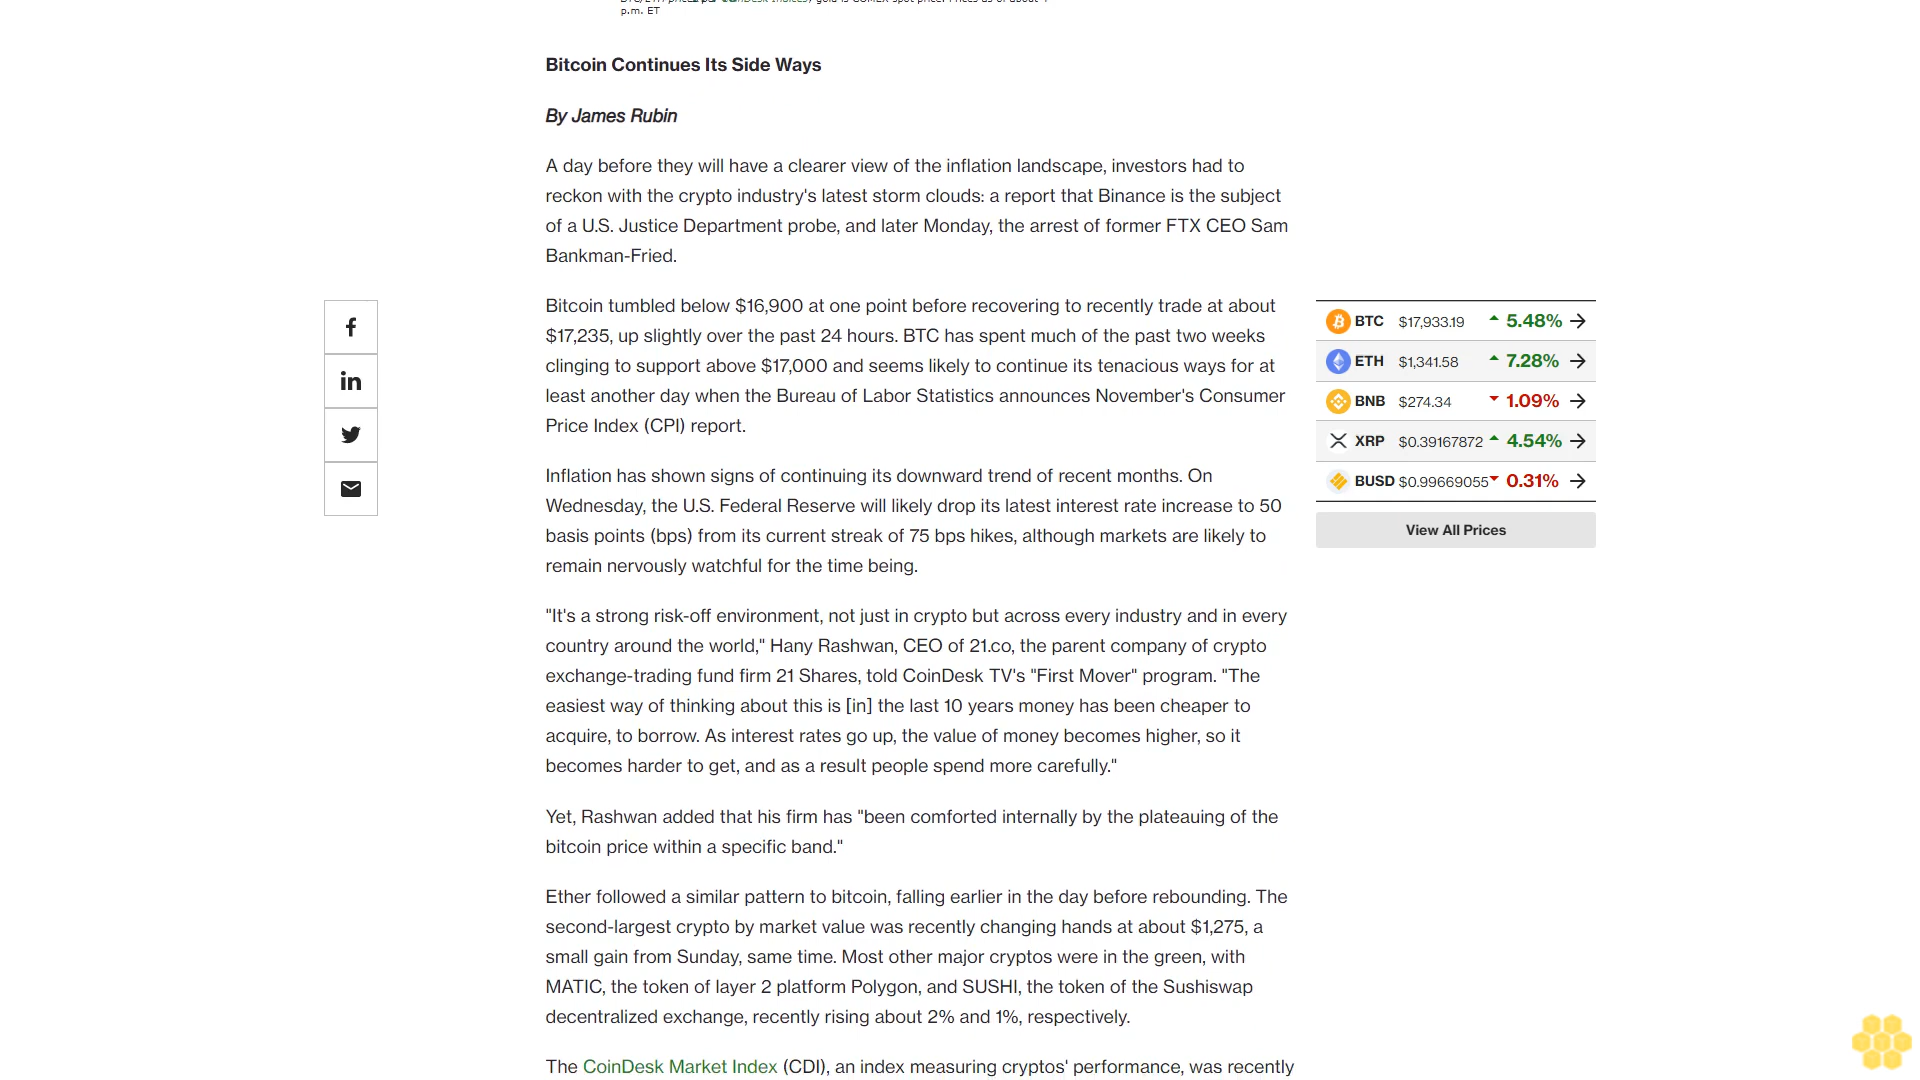 p.m. ET
Bitcoin Continues Its Side Ways
By James Rubin
A day before they will have a clearer view of the inflation landscape, investors had to
reckon with the crypto industry's latest storm clouds: a report that Binance is the subject
of a U.S. Justice Department probe, and later Monday, the arrest of former FTX CEO Sam
Bankman-Fried.
Bitcoin tumbled below $16,900 at one point before recovering to recently trade at about
$17,235, up slightly over the past 24 hours. BTC has spent much of the past two weeks
clinging to support above $17,000 and seems likely to continue its tenacious ways for at
least another day when the Bureau of Labor Statistics announces November's Consumer
Price Index (CPI) report.
Inflation has shown signs of continuing its downward trend of recent months. On
Wednesday, the U.S. Federal Reserve will likely drop its latest interest rate increase to 50
basis points (bps) from its current streak of 75 bps hikes, although markets are likely to
remain nervously watchful for the time being.
"It's a strong risk-off environment, not just in crypto but across every industry and in every
country around the world," Hany Rashwan, CEO of 21.co, the parent company of crypto
exchange-trading fund firm 21 Shares, told CoinDesk TV's "First Mover" program. "The
easiest way of thinking about this is [in] the last 10 years money has been cheaper to
acquire, to borrow. As interest rates go up, the value of money becomes higher, so it
becomes harder to get, and as a result people spend more carefully."
Yet, Rashwan added that his firm has "been comforted internally by the plateauing of the
bitcoin price within a specific band."
Ether followed a similar pattern to bitcoin, falling earlier in the day before rebounding. The
second-largest crypto by market value was recently changing hands at about $1,275, a
small gain from Sunday, same time. Most other major cryptos were in the green, with
MATIC, the token of layer 2 platform Polygon, and SUSHI, the token of the Sushiswap
decentralized exchange, recently rising about 2% and 1%, respectively.
The CoinDesk Market Index (CDI), an index measuring cryptos' performance, was recently
BTC $17,933.19 5.48%
ETH $1,341.58 7.28%
BNB $274.34 1.09%
XRP $0.39167872 4.54%
BUSD $0.99669055 0.31%
View All Prices